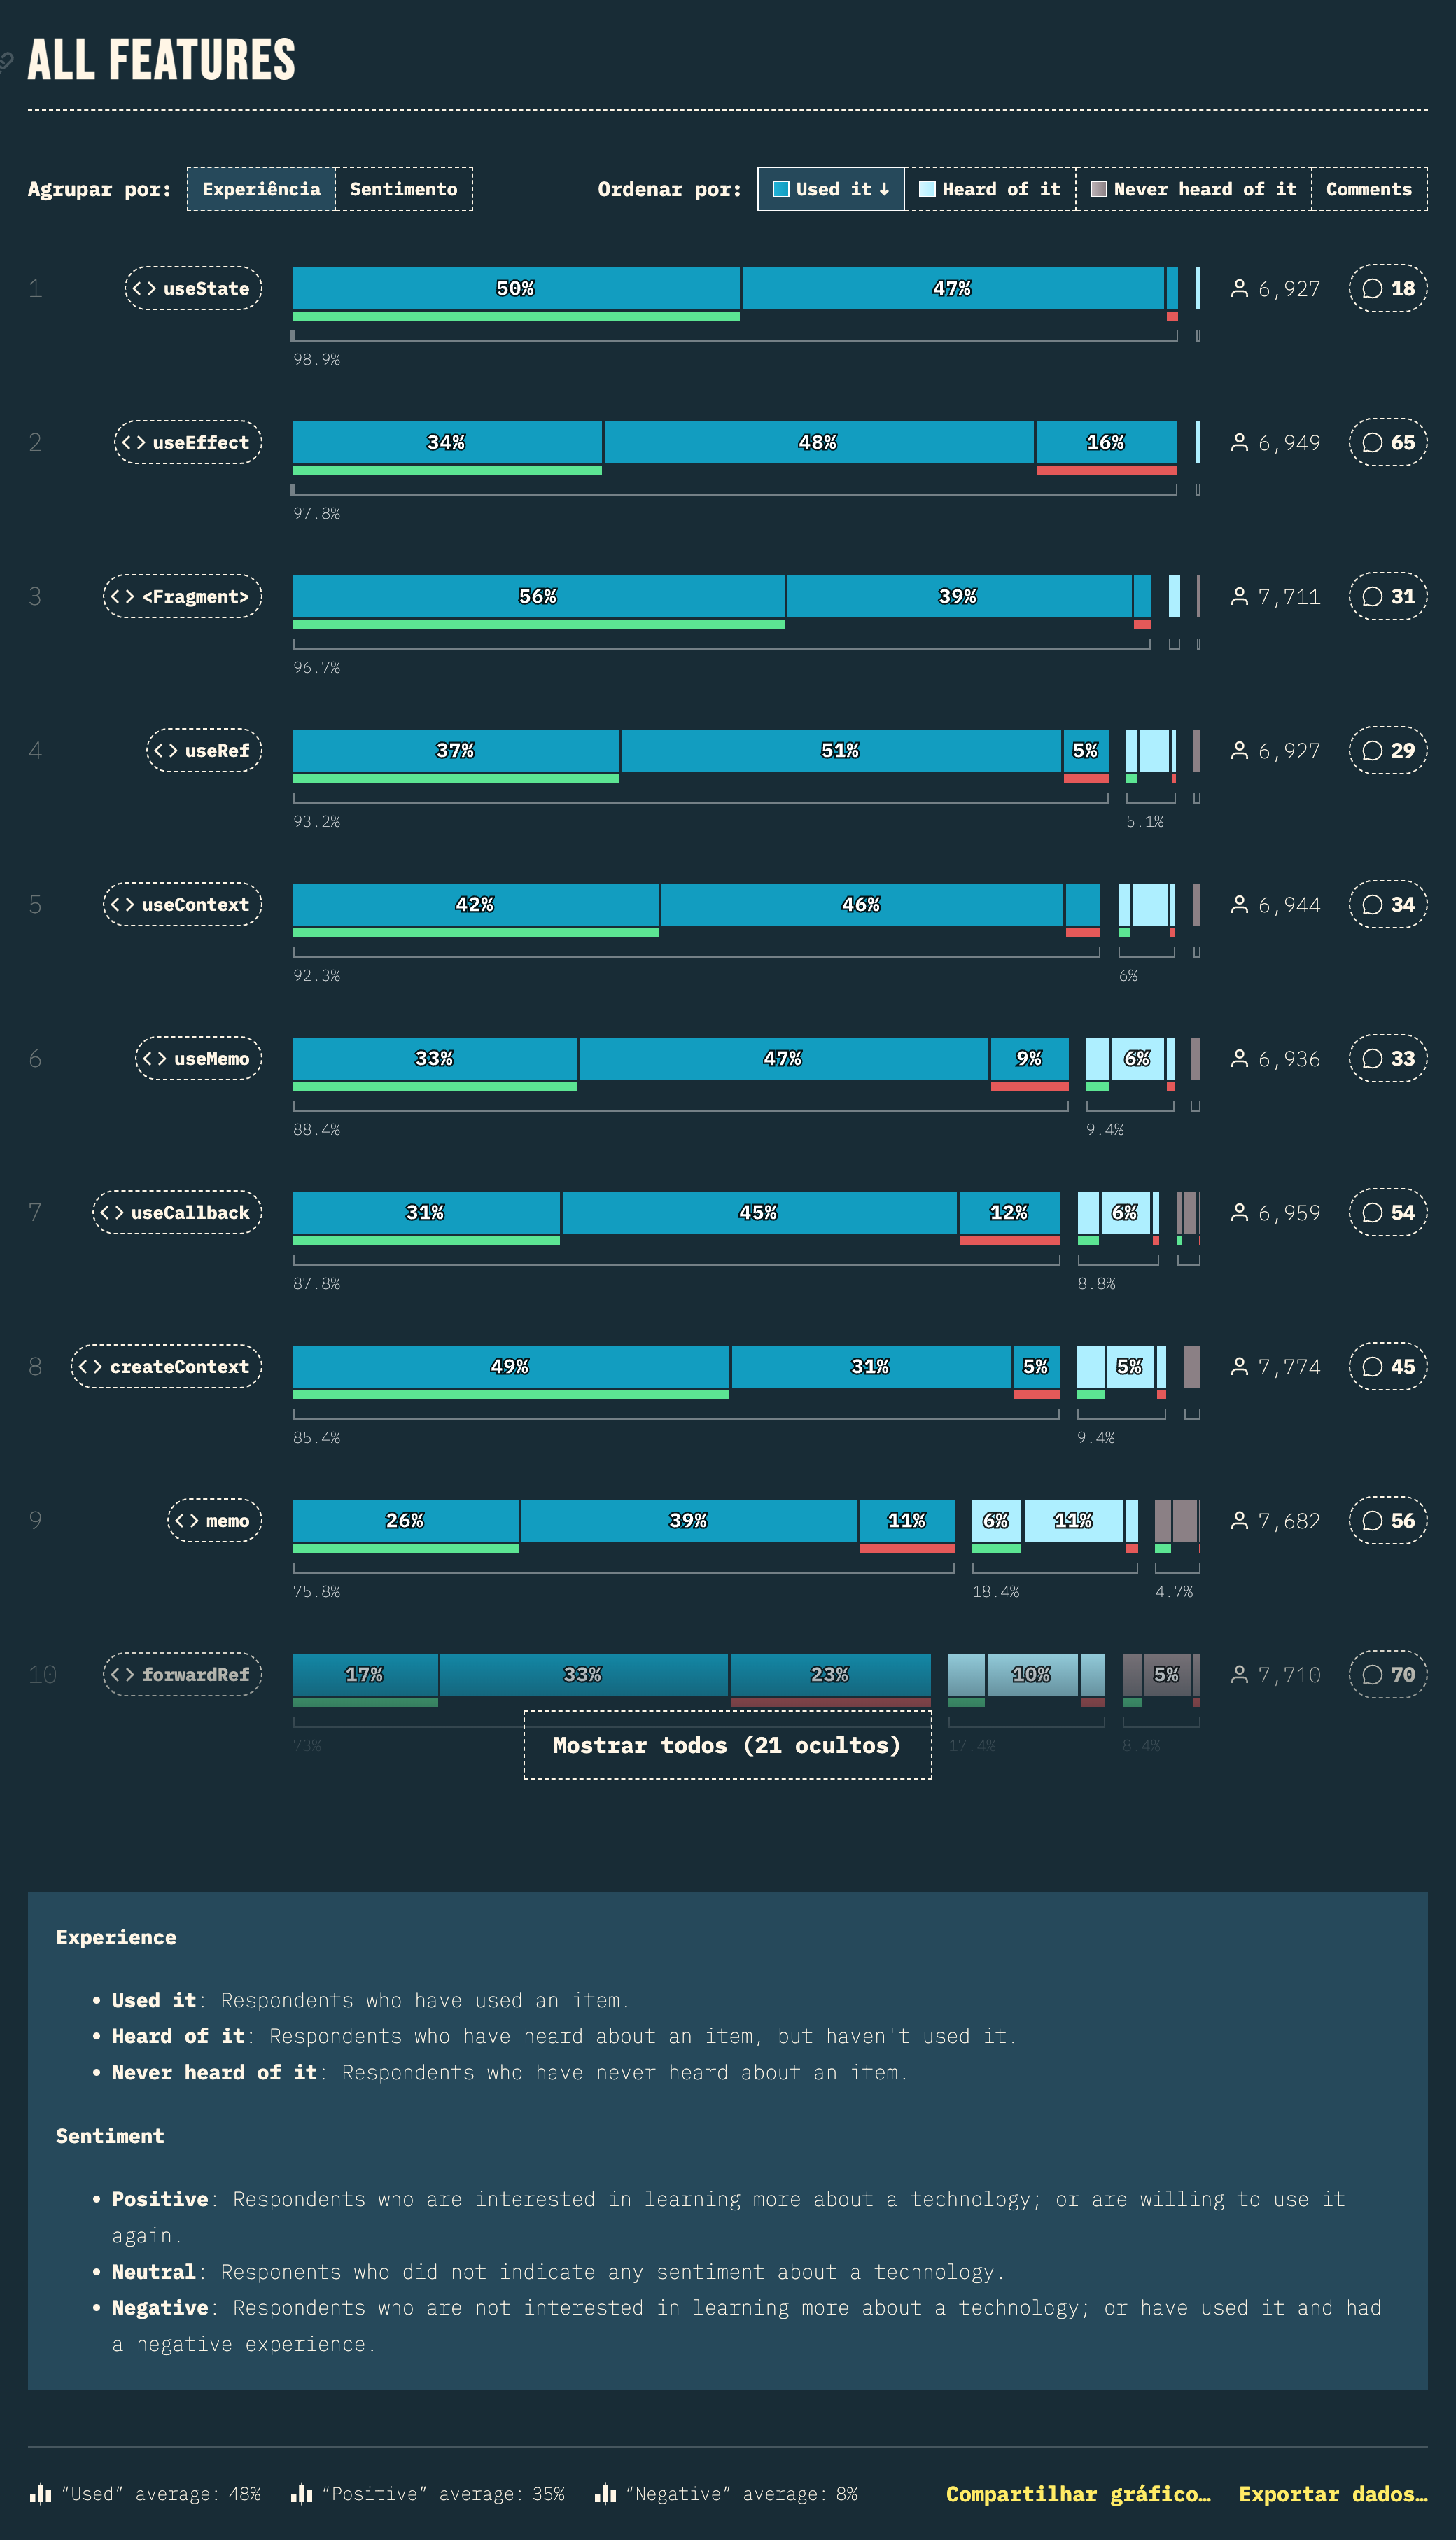 ALL FEATURES
Agrupar por: Experiência Sentimento Ordenar por: Used it ↓ Heard of it Never heard of it Comments
1 <> useState 50% 47% 6,927 18
98.9%
2 <> useEffect 34% 48% 16% 6,949 65
97.8%
3 <> <Fragment> 56% 39% 7,711 31
96.7%
4 <> useRef 37% 51% 5% 6,927 29
93.2% 5.1%
5 <> useContext 42% 46% 6,944 34
92.3% 6%
6 <> useMemo 33% 47% 9% 6% 6,936 33
88.4% 9.4%
7 <> useCallback 31% 45% 12% 6% 6,959 54
87.8% 8.8%
8 <> createContext 49% 31% 5% 5% 7,774 45
85.4% 9.4%
9 <> memo 26% 39% 11% 6% 11% 7,682 56
75.8% 18.4% 4.7%
10 <> forwardRef 17% 33% 23% 10% 5% 7,710 70
73% Mostrar todos (21 ocultos) 17.4% 8.4%
Experience
• Used it: Respondents who have used an item.
• Heard of it: Respondents who have heard about an item, but haven't used it.
• Never heard of it: Respondents who have never heard about an item.
Sentiment
• Positive: Respondents who are interested in learning more about a technology; or are willing to use it
again.
• Neutral: Responents who did not indicate any sentiment about a technology.
• Negative: Respondents who are not interested in learning more about a technology; or have used it and had
a negative experience.
“Used” average: 48% “Positive” average: 35% “Negative” average: 8% Compartilhar gráfico… Exportar dados…